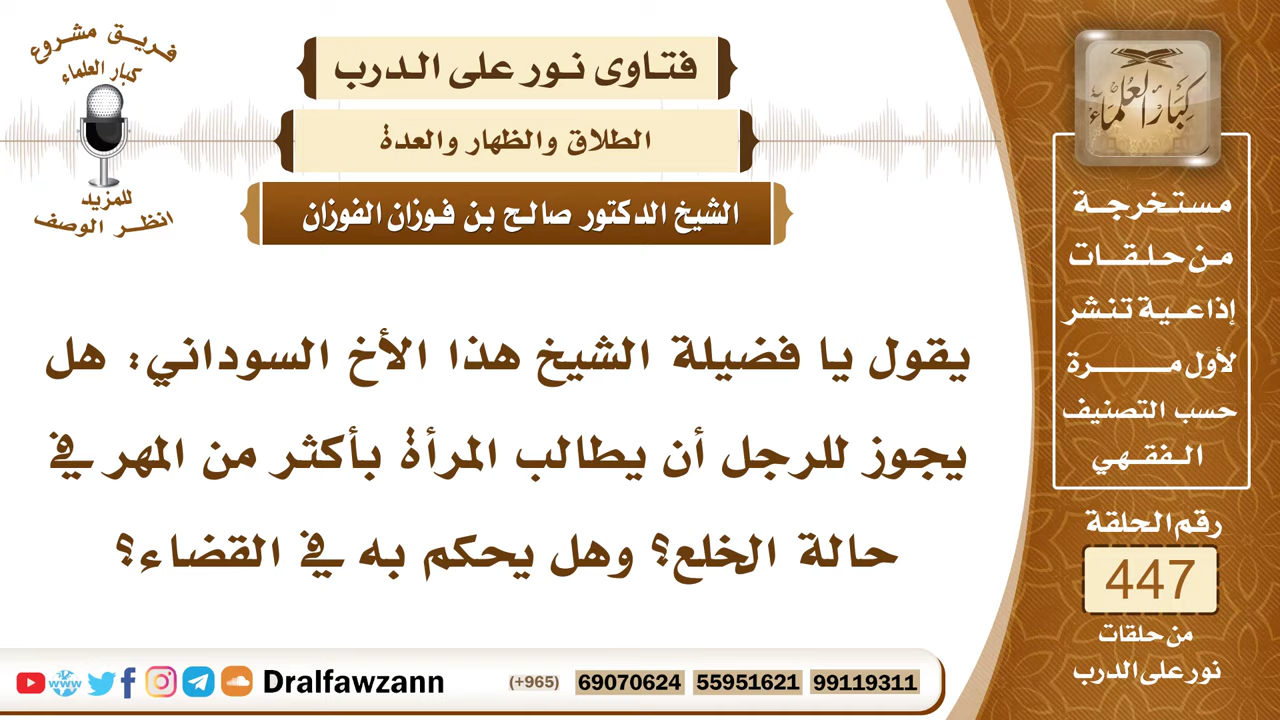 فريق مشروع
كبار العلماء
للمزيد
انظر الوصف
فتاوى نور على الدرب
الطلاق والظهار والعدة
الشيخ الدكتور صالح بن فوزان الفوزان
يقول يا فضيلة الشيخ هذا الأخ السوداني: هل
يجوز للرجل أن يطالب المرأة بأكثر من المهر في
حالة الخلع؟ وهل يحكم به في القضاء؟
كبار العلماء
مستخرجة
من حلقات
إذاعية تنشر
لأول مرة
حسب التصنيف
الفقهي
رقم الحلقة
447
من حلقات
نور على الدرب
www Dralfawzann (+965) 69070624 55951621 99119311